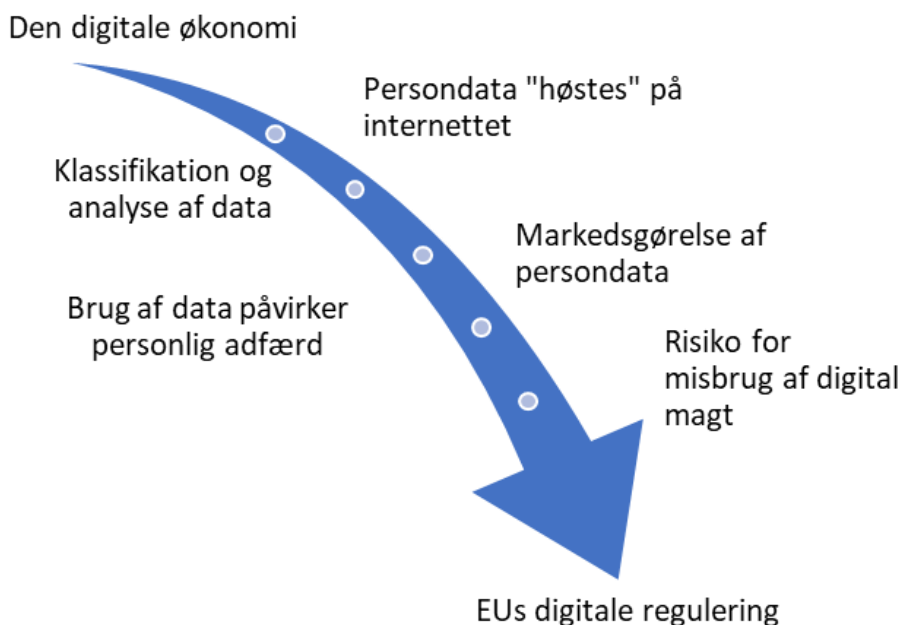 Den digitale økonomi
Persondata "høstes" på
internettet
Klassifikation og
analyse af data
Markedsgørelse af
persondata
Brug af data påvirker
personlig adfærd
Risiko for
misbrug af digital
magt
EUs digitale regulering